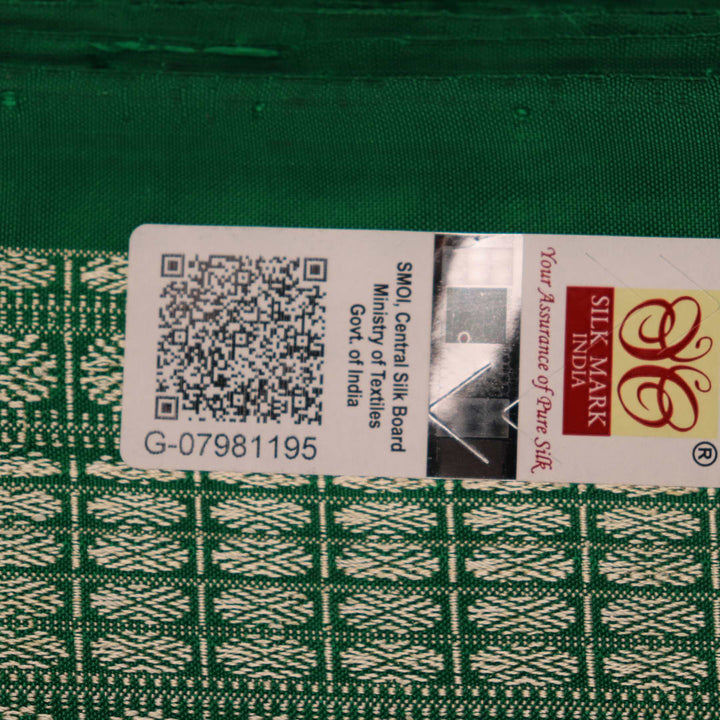 G-07981195
SMOI, Central Silk Board
Ministry of Textiles
Govt. of India
Your Assurance of Pure Silk
SILK MARK
INDIA
®